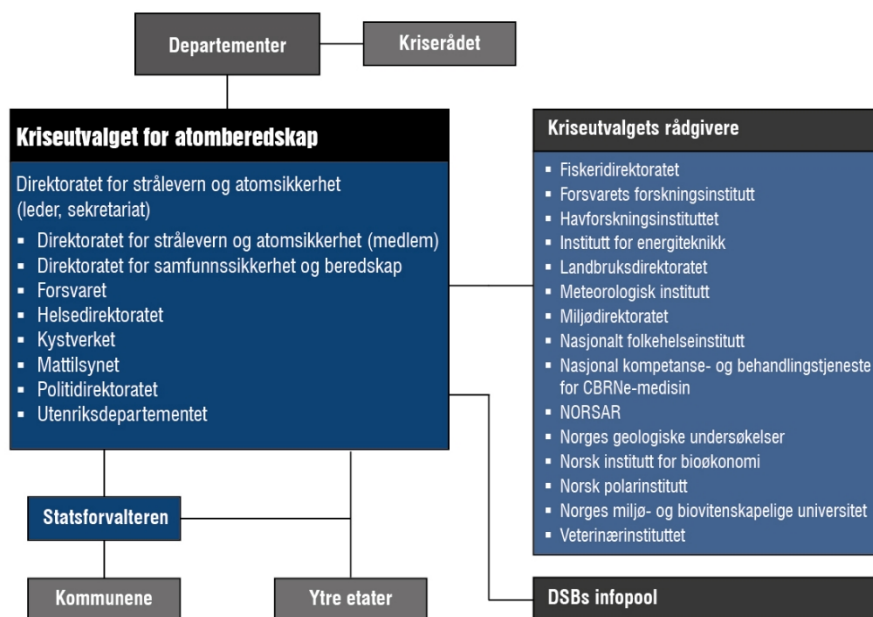 Departementer
Kriserådet
Kriseutvalget for atomberedskap
Direktoratet for strålevern og atomsikkerhet
(leder, sekretariat)
▪ Direktoratet for strålevern og atomsikkerhet (medlem)
▪ Direktoratet for samfunnssikkerhet og beredskap
▪ Forsvaret
▪ Helsedirektoratet
▪ Kystverket
▪ Mattilsynet
▪ Politidirektoratet
▪ Utenriksdepartementet
Kriseutvalgets rådgivere
▪ Fiskeridirektoratet
▪ Forsvarets forskningsinstitutt
▪ Havforskningsinstituttet
▪ Institutt for energiteknikk
▪ Landbruksdirektoratet
▪ Meteorologisk institutt
▪ Miljødirektoratet
▪ Nasjonalt folkehelseinstitutt
▪ Nasjonal kompetanse- og behandlingstjeneste
for CBRNe-medisin
▪ NORSAR
▪ Norges geologiske undersøkelser
▪ Norsk institutt for bioøkonomi
▪ Norsk polarinstitutt
▪ Norges miljø- og biovitenskapelige universitet
▪ Veterinærinstituttet
Statsforvalteren
Kommunene
Ytre etater
DSBs infopool